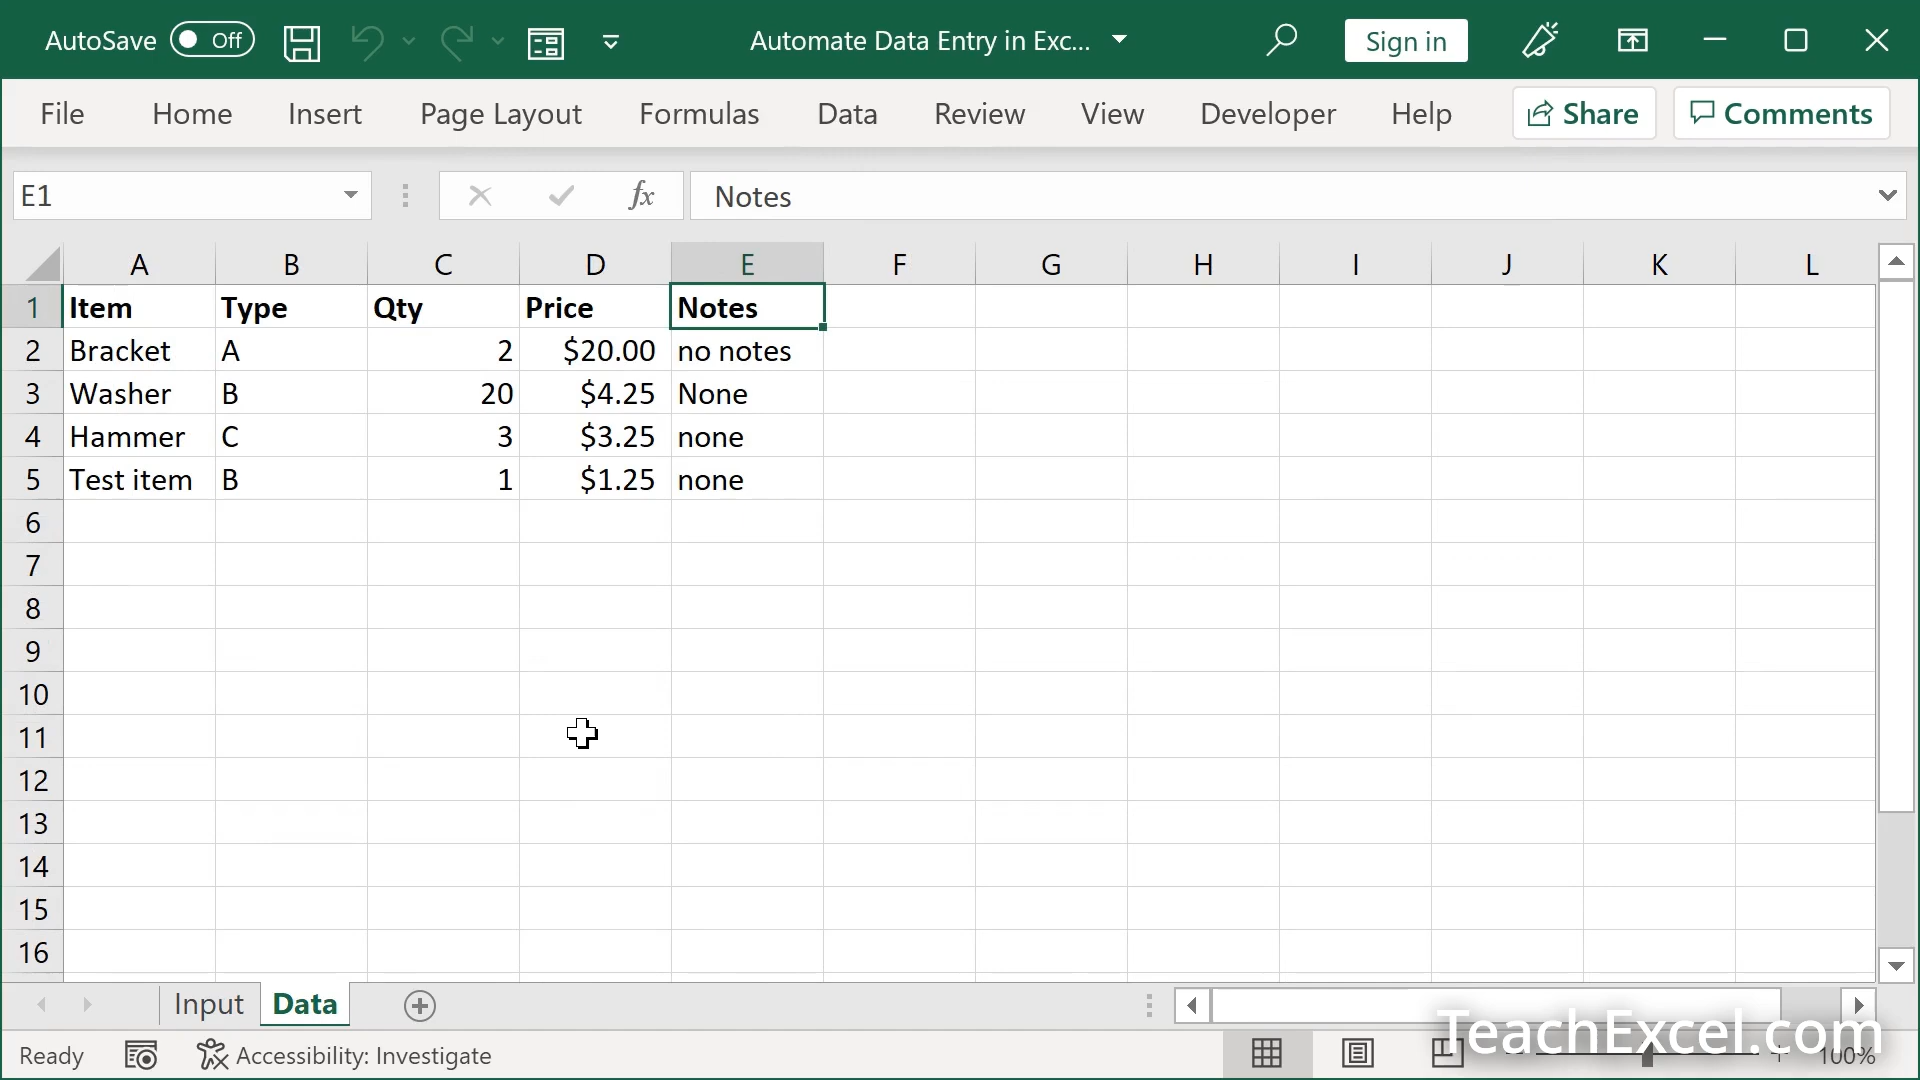 AutoSave Off Automate Data Entry in Exc... Sign in
File Home Insert Page Layout Formulas Data Review View Developer Help Share Comments
E1 fx Notes
A B C D E F G H I J K L
1 Item Type Qty Price Notes
2 Bracket A 2 $20.00 no notes
3 Washer B 20 $4.25 None
4 Hammer C 3 $3.25 none
5 Test item B 1 $1.25 none
6
7
8
9
10
11
12
13
14
15
16
Input Data
TeachExcel.com
Ready Accessibility: Investigate 100%